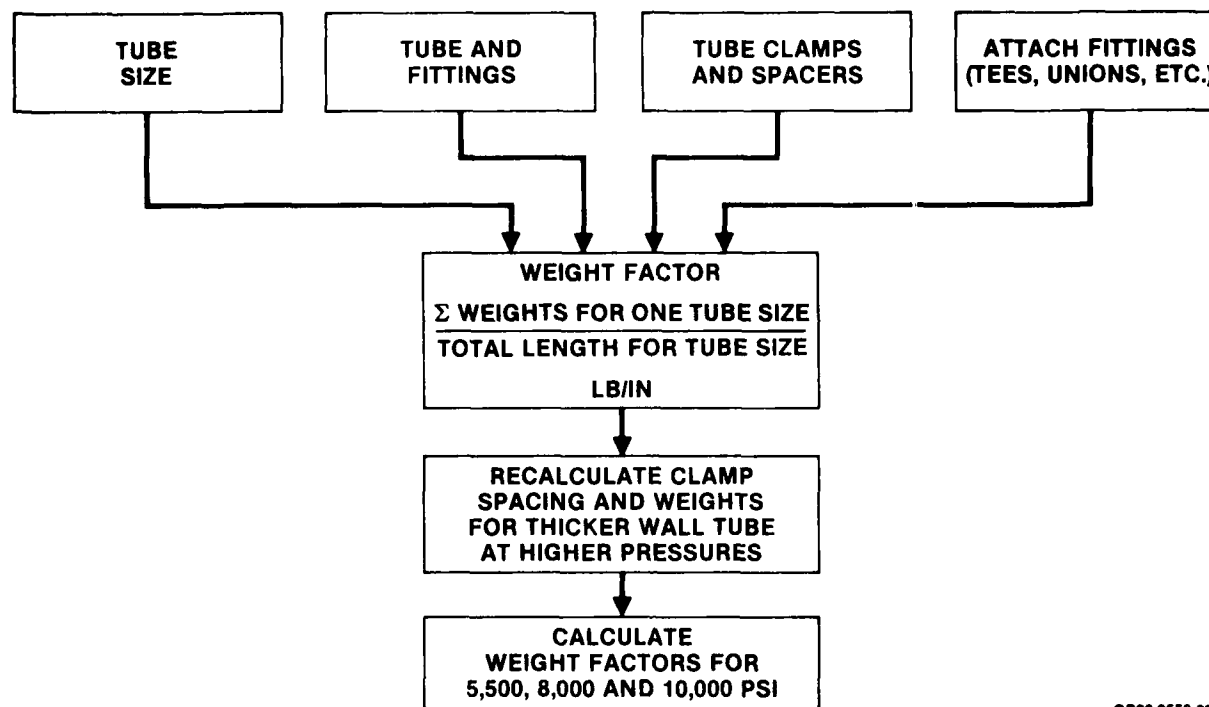 TUBE
SIZE
TUBE AND
FITTINGS
TUBE CLAMPS
AND SPACERS
ATTACH FITTINGS
(TEES, UNIONS, ETC.)
WEIGHT FACTOR
Σ WEIGHTS FOR ONE TUBE SIZE
TOTAL LENGTH FOR TUBE SIZE
LB/IN
RECALCULATE CLAMP
SPACING AND WEIGHTS
FOR THICKER WALL TUBE
AT HIGHER PRESSURES
CALCULATE
WEIGHT FACTORS FOR
5,500, 8,000 AND 10,000 PSI